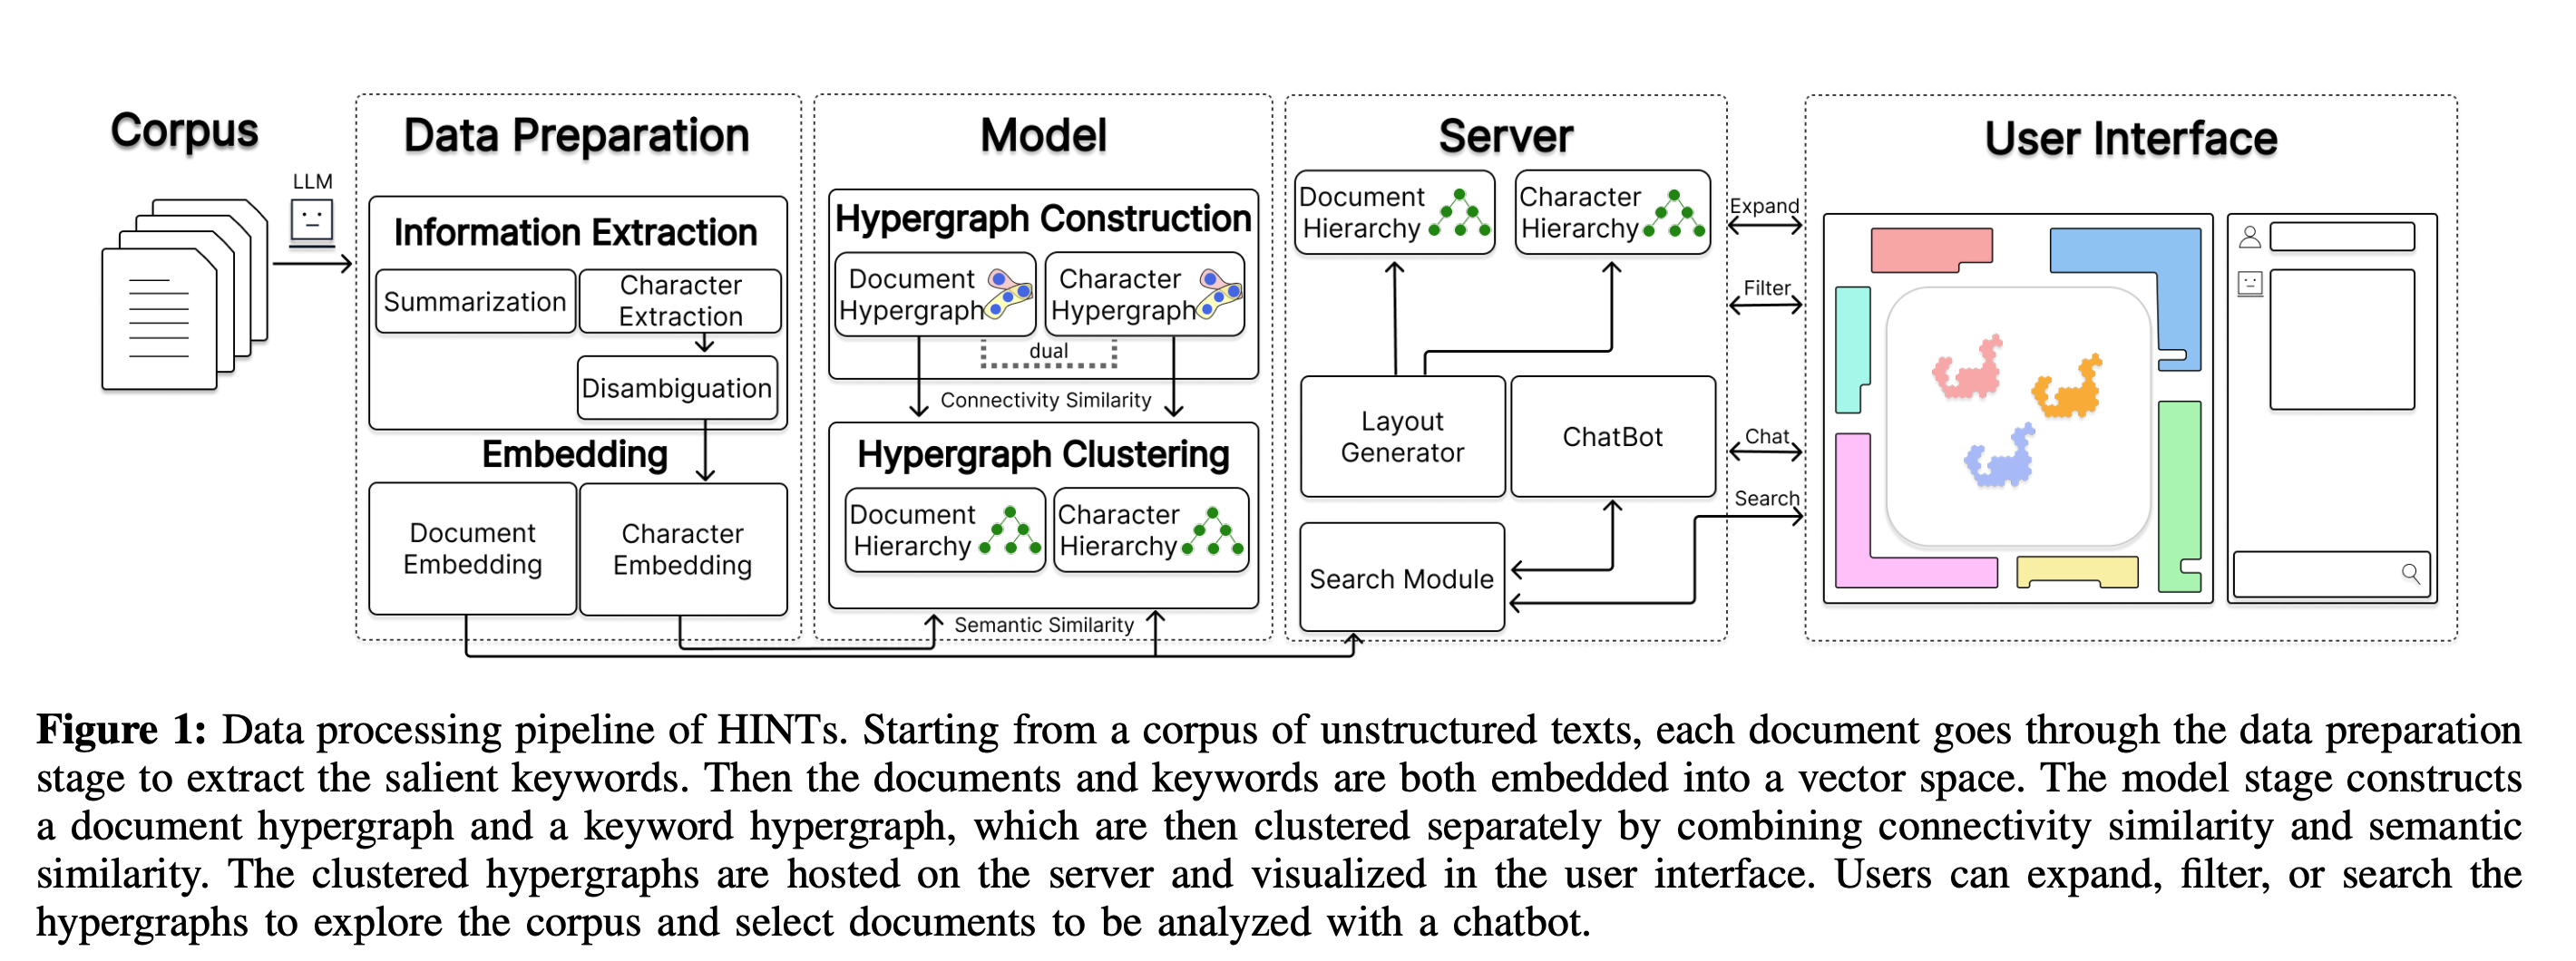 Corpus
LLM
Data Preparation
Information Extraction
Summarization
Character
Extraction
Disambiguation
Embedding
Document
Embedding
Character
Embedding
Model
Hypergraph Construction
Document
Hypergraph
Character
Hypergraph
dual
Connectivity Similarity
Hypergraph Clustering
Document
Hierarchy
Character
Hierarchy
Semantic Similarity
Server
Document
Hierarchy
Character
Hierarchy
Layout
Generator
ChatBot
Search Module
Expand
Filter
Chat
Search
User Interface
Figure 1: Data processing pipeline of HINTs. Starting from a corpus of unstructured texts, each document goes through the data preparation
stage to extract the salient keywords. Then the documents and keywords are both embedded into a vector space. The model stage constructs
a document hypergraph and a keyword hypergraph, which are then clustered separately by combining connectivity similarity and semantic
similarity. The clustered hypergraphs are hosted on the server and visualized in the user interface. Users can expand, filter, or search the
hypergraphs to explore the corpus and select documents to be analyzed with a chatbot.